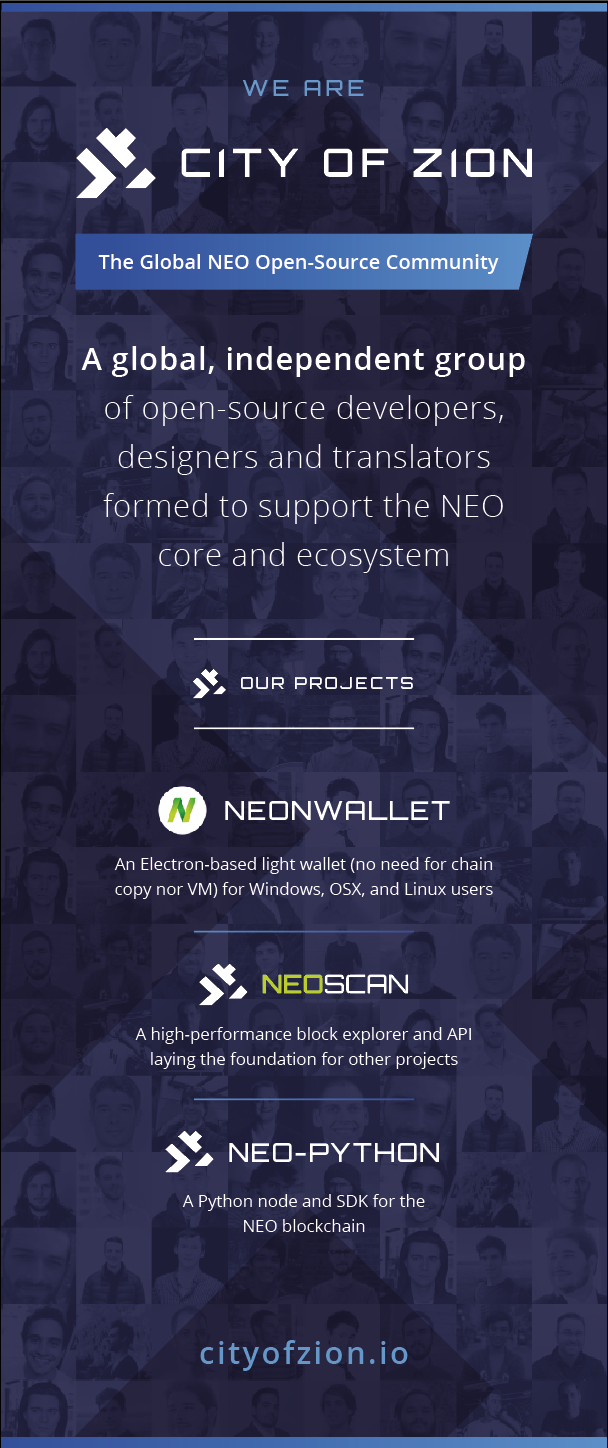 WE ARE
CITY OF ZION
The Global NEO Open-Source Community
A global, independent group
of open-source developers,
designers and translators
formed to support the NEO
core and ecosystem
OUR PROJECTS
NEONWALLET
An Electron-based light wallet (no need for chain
copy nor VM) for Windows, OSX, and Linux users
NEOSCAN
A high-performance block explorer and API
laying the foundation for other projects
NEO-PYTHON
A Python node and SDK for the
NEO blockchain
cityofzion.io